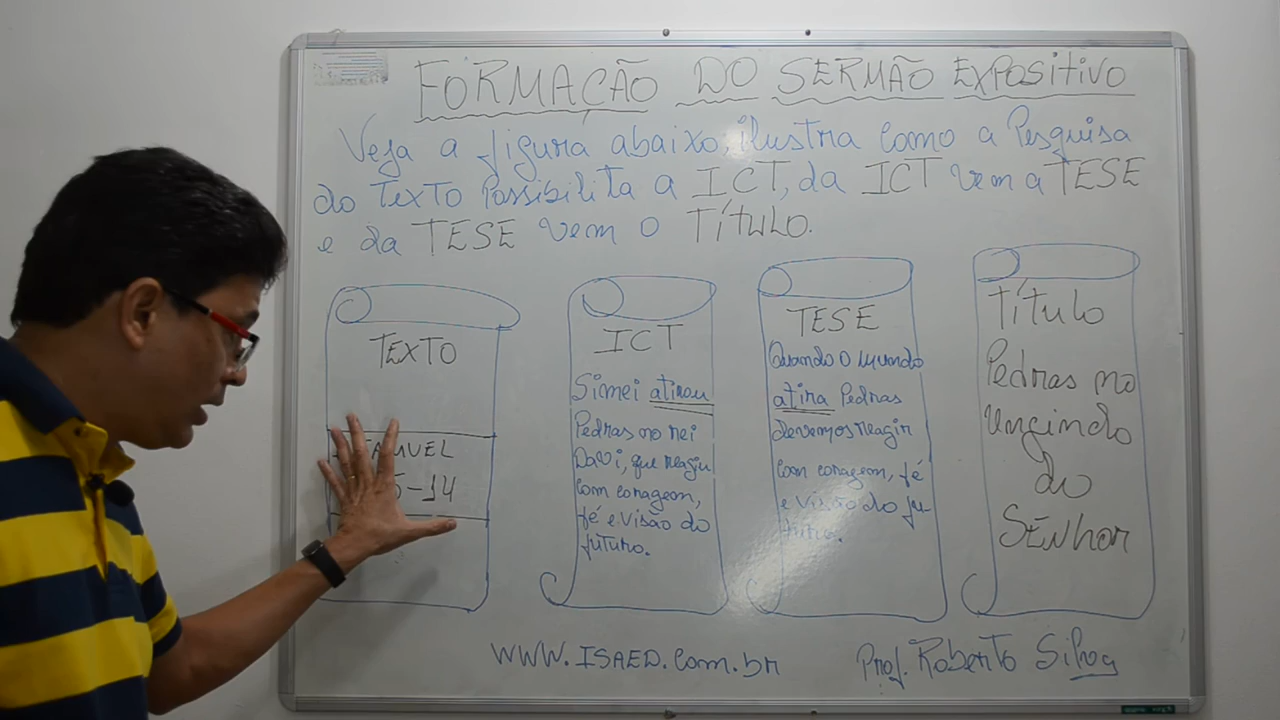 FORMAÇÃO DO SERMÃO EXPOSITIVO
Veja a figura abaixo, ilustra como a Pesquisa
do TEXTO Possibilita a ICT, da ICT vem a TESE
e da TESE vem o TÍTULO.
TEXTO
SAMUEL
5-14
ICT
Simei atirou
Pedras no rei
Davi, que reagiu
com coragem,
fé e visão do
futuro.
TESE
Quando o mundo
atira Pedras
devemos reagir
com coragem, fé
e visão do fu-
turo.
Título
Pedras no
Ungindo
do
SENhor
WWW.ISAED.com.br
Prof. Roberto Silva